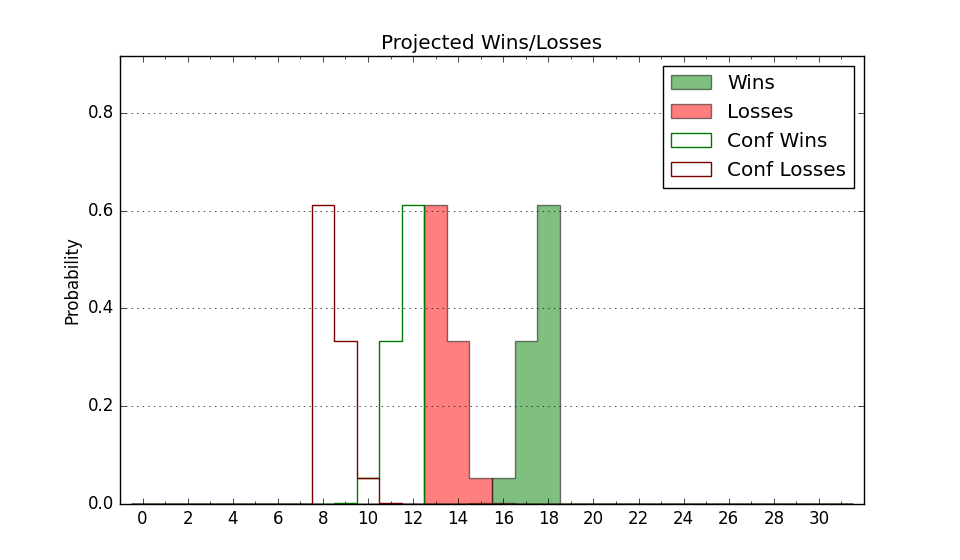 Projected Wins/Losses
Wins
Losses
Conf Wins
Conf Losses
Probability
0.8
0.6
0.4
0.2
0.0
0 2 4 6 8 10 12 14 16 18 20 22 24 26 28 30